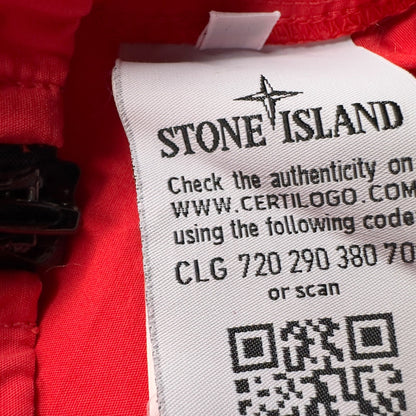 STONE ISLAND
Check the authenticity on
WWW.CERTILOGO.COM
using the following code
CLG 720 290 380 70
or scan